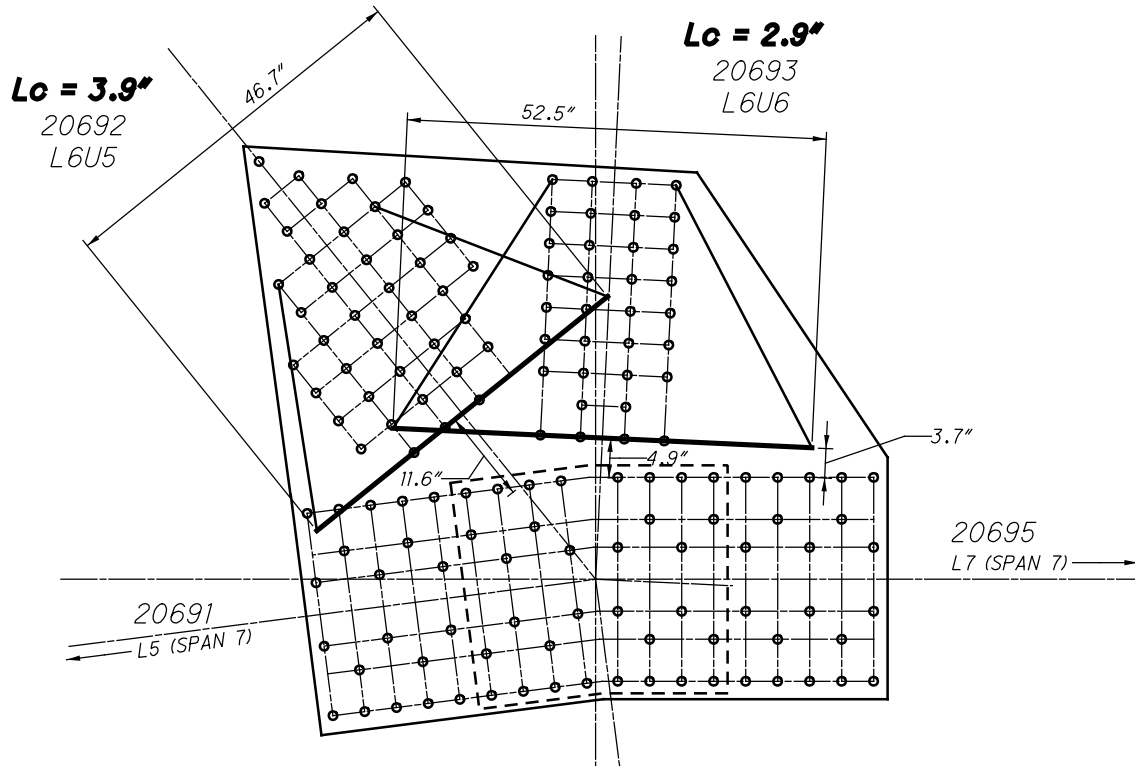 Lc = 2.9"
20693
L6U6
Lc = 3.9"
20692
L6U5
46.7"
52.5"
3.7"
4.9"
11.6"
20695
L7 (SPAN 7)
20691
L5 (SPAN 7)